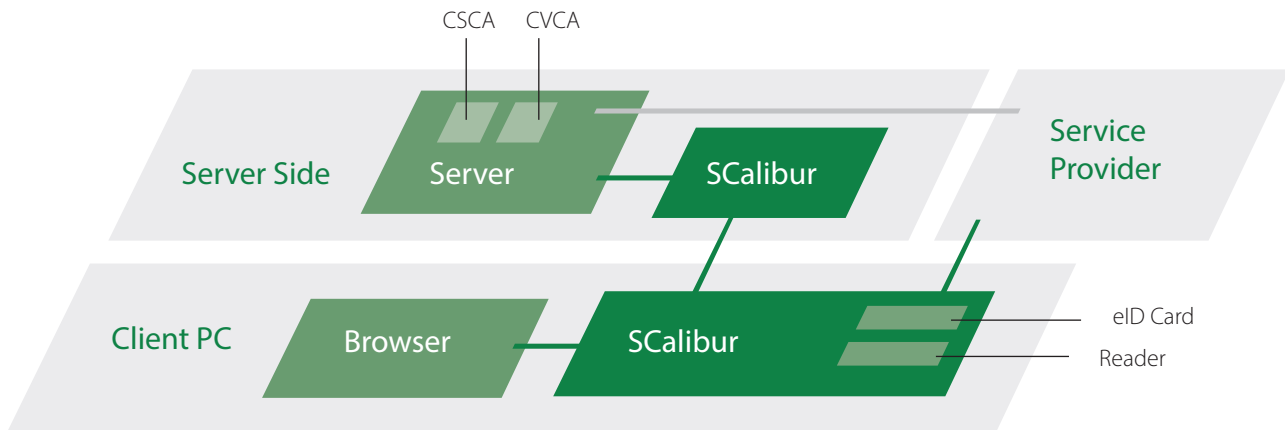 CSCA
CVCA
Server Side
Server
SCalibur
Service
Provider
Client PC
Browser
SCalibur
eID Card
Reader